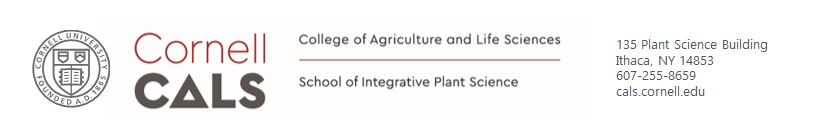 CORNELL UNIVERSITY
FOUNDED A.D. 1865
Cornell
CALS
College of Agriculture and Life Sciences
School of Integrative Plant Science
135 Plant Science Building
Ithaca, NY 14853
607-255-8659
cals.cornell.edu